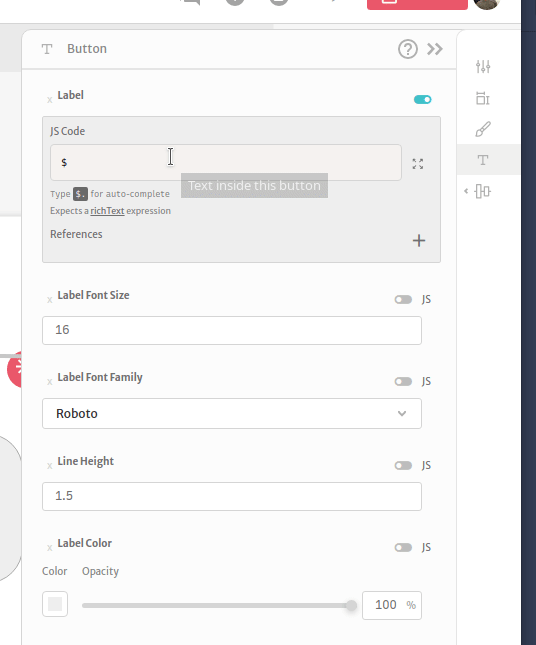 T Button ?
x Label
JS Code
$
Text inside this button
Type $. for auto-complete
Expects a richText expression
References +
x Label Font Size JS
16
x Label Font Family JS
Roboto
x Line Height JS
1.5
x Label Color JS
Color Opacity
100 %
T